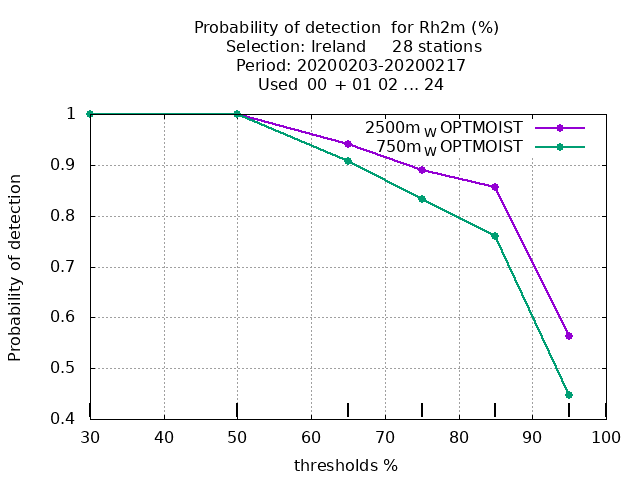 Probability of detection  for Rh2m (%)
Selection: Ireland     28 stations
Period: 20200203-20200217
Used  00 + 01 02 ... 24
2500m W OPTMOIST
750m W OPTMOIST
1
0.9
0.8
0.7
0.6
0.5
0.4
Probability of detection
30 40 50 60 70 80 90 100
thresholds %